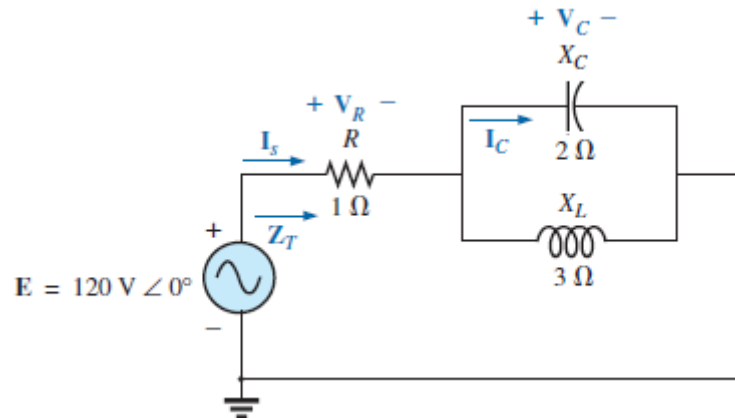 + V_C −
X_C
+ V_R −
I_s
R
I_C
2 Ω
1 Ω
X_L
Z_T
+
3 Ω
E = 120 V ∠ 0°
−